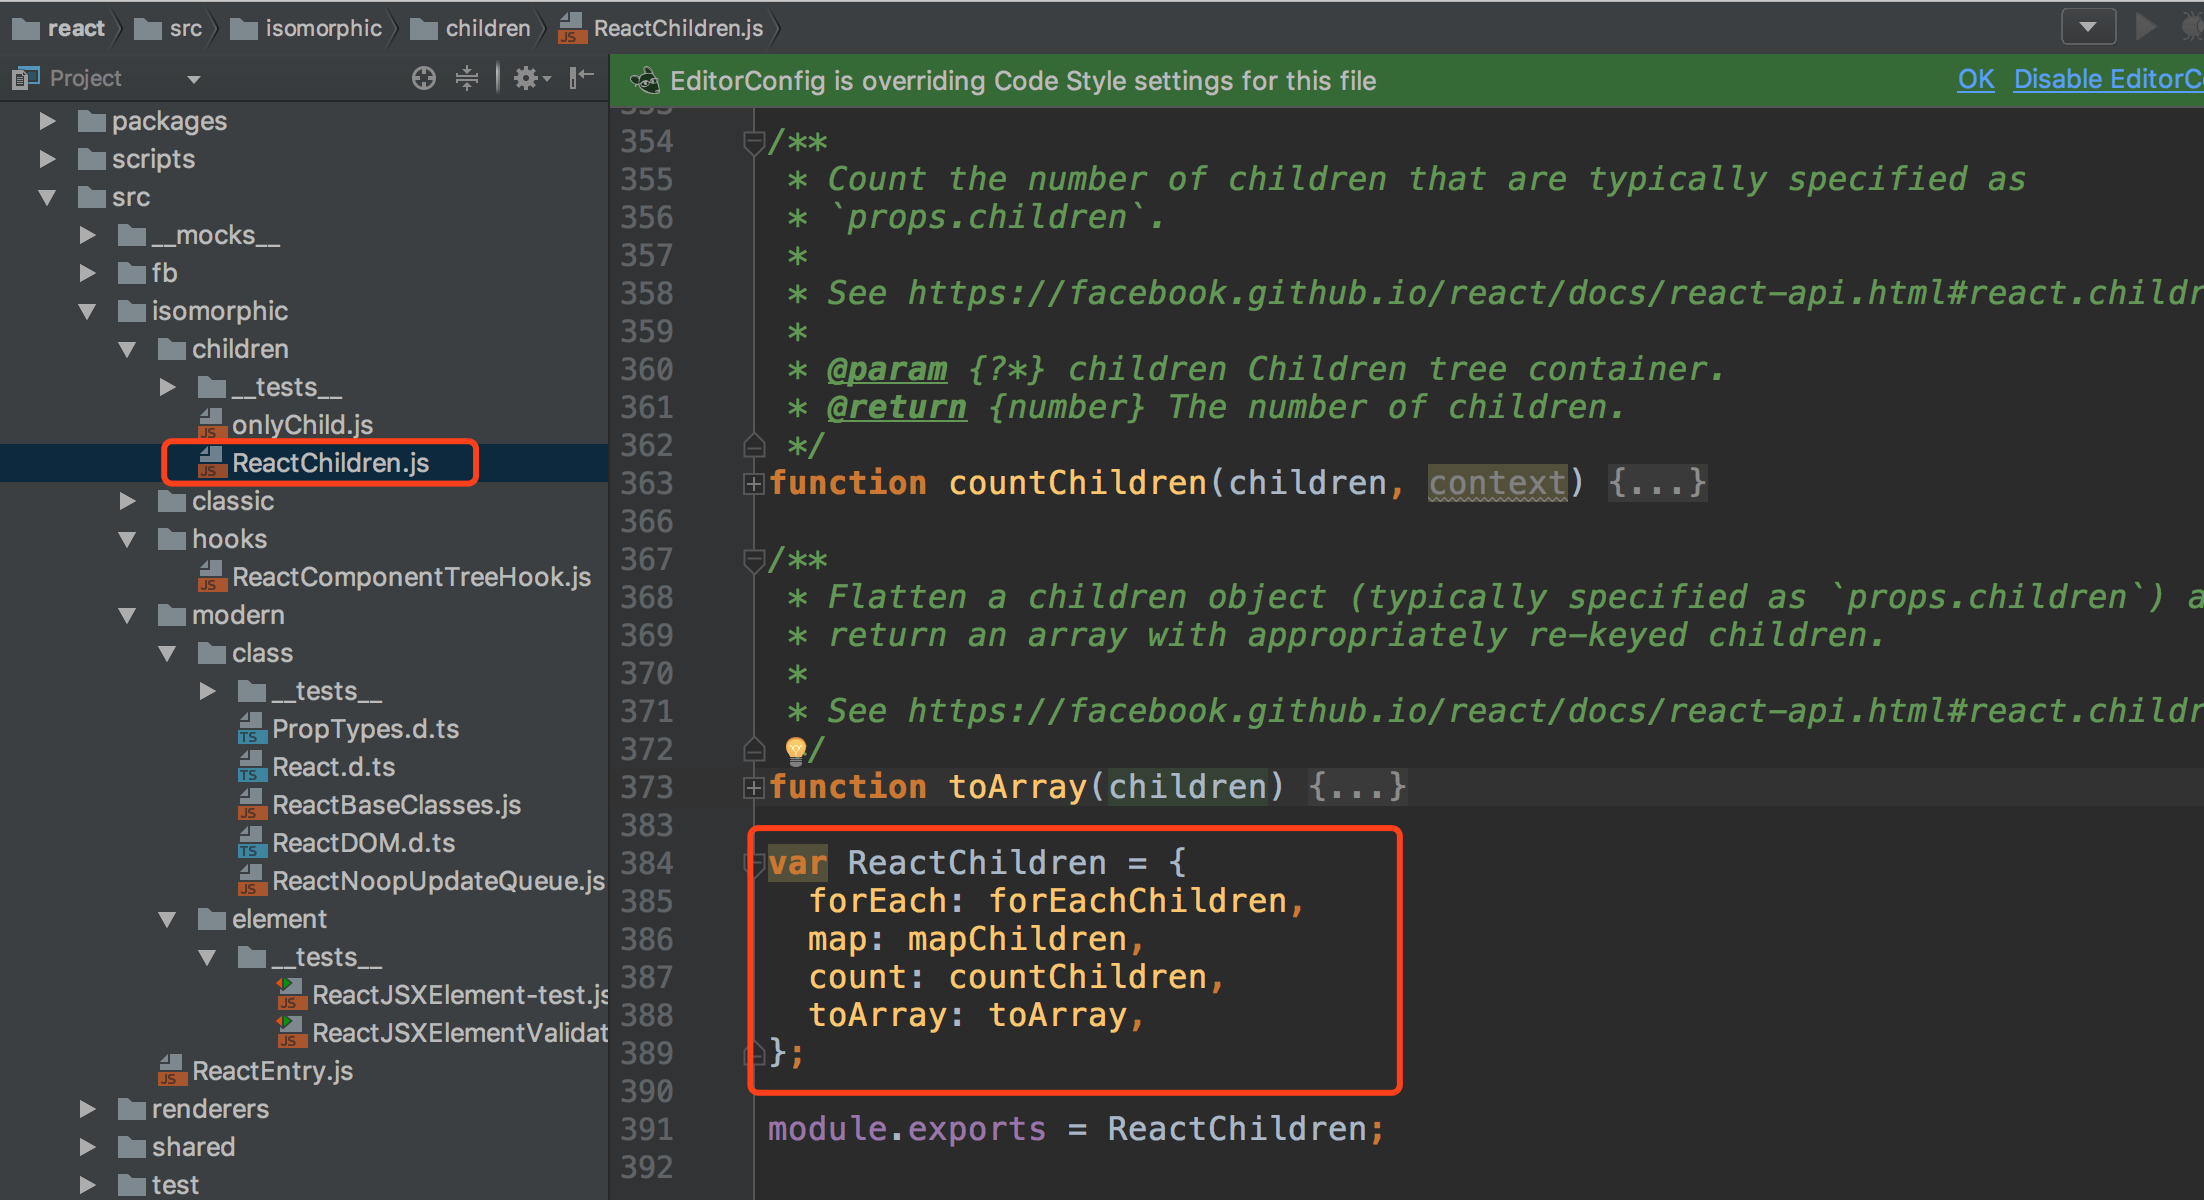 react src isomorphic children ReactChildren.js
Project
EditorConfig is overriding Code Style settings for this file OK Disable
packages
scripts
src
__mocks__
fb
isomorphic
children
__tests__
onlyChild.js
ReactChildren.js
classic
hooks
ReactComponentTreeHook.js
modern
class
__tests__
PropTypes.d.ts
React.d.ts
ReactBaseClasses.js
ReactDOM.d.ts
ReactNoopUpdateQueue.js
element
__tests__
ReactJSXElement-test.js
ReactJSXElementValidat
ReactEntry.js
renderers
shared
test
354 /**
355 * Count the number of children that are typically specified as
356 * `props.children`.
357 *
358 * See https://facebook.github.io/react/docs/react-api.html#react.childr
359 *
360 * @param {?*} children Children tree container.
361 * @return {number} The number of children.
362 */
363 function countChildren(children, context) {...}
366
367 /**
368 * Flatten a children object (typically specified as `props.children`) a
369 * return an array with appropriately re-keyed children.
370 *
371 * See https://facebook.github.io/react/docs/react-api.html#react.childr
372 /
373 function toArray(children) {...}
383
384 var ReactChildren = {
385 forEach: forEachChildren,
386 map: mapChildren,
387 count: countChildren,
388 toArray: toArray,
389 };
390
391 module.exports = ReactChildren;
392